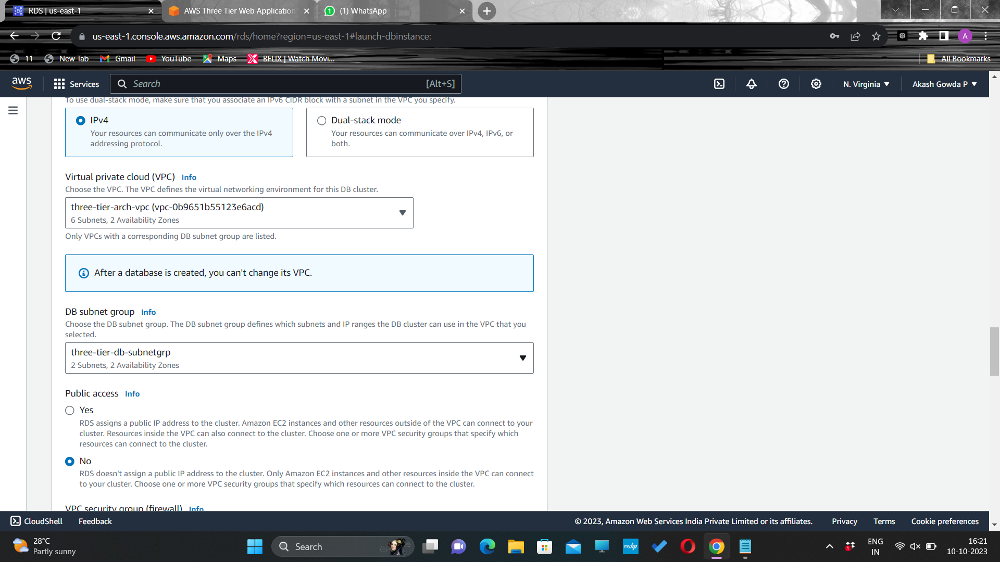 RDS | us-east-1
AWS Three Tier Web Application
(1) WhatsApp
us-east-1.console.aws.amazon.com/rds/home?region=us-east-1#launch-dbinstance:
A
11
New Tab
Gmail
YouTube
Maps
BFLIX | Watch Movi...
All Bookmarks
aws
Services
Search
[Alt+S]
N. Virginia
Akash Gowda P
To use dual-stack mode, make sure that you associate an IPv6 CIDR block with a subnet in the VPC you specify.
IPv4
Your resources can communicate only over the IPv4
addressing protocol.
Dual-stack mode
Your resources can communicate over IPv4, IPv6, or
both.
Virtual private cloud (VPC) Info
Choose the VPC. The VPC defines the virtual networking environment for this DB cluster.
three-tier-arch-vpc (vpc-0b9651b55123e6acd)
6 Subnets, 2 Availability Zones
Only VPCs with a corresponding DB subnet group are listed.
After a database is created, you can't change its VPC.
DB subnet group Info
Choose the DB subnet group. The DB subnet group defines which subnets and IP ranges the DB cluster can use in the VPC that you
selected.
three-tier-db-subnetgrp
2 Subnets, 2 Availability Zones
Public access Info
Yes
RDS assigns a public IP address to the cluster. Amazon EC2 instances and other resources outside of the VPC can connect to your
cluster. Resources inside the VPC can also connect to the cluster. Choose one or more VPC security groups that specify which
resources can connect to the cluster.
No
RDS doesn't assign a public IP address to the cluster. Only Amazon EC2 instances and other resources inside the VPC can connect
to your cluster. Choose one or more VPC security groups that specify which resources can connect to the cluster.
VPC security group (firewall) Info
CloudShell
Feedback
© 2023, Amazon Web Services India Private Limited or its affiliates.
Privacy
Terms
Cookie preferences
28°C
Partly sunny
Search
myhp
1
ENG
IN
16:21
10-10-2023